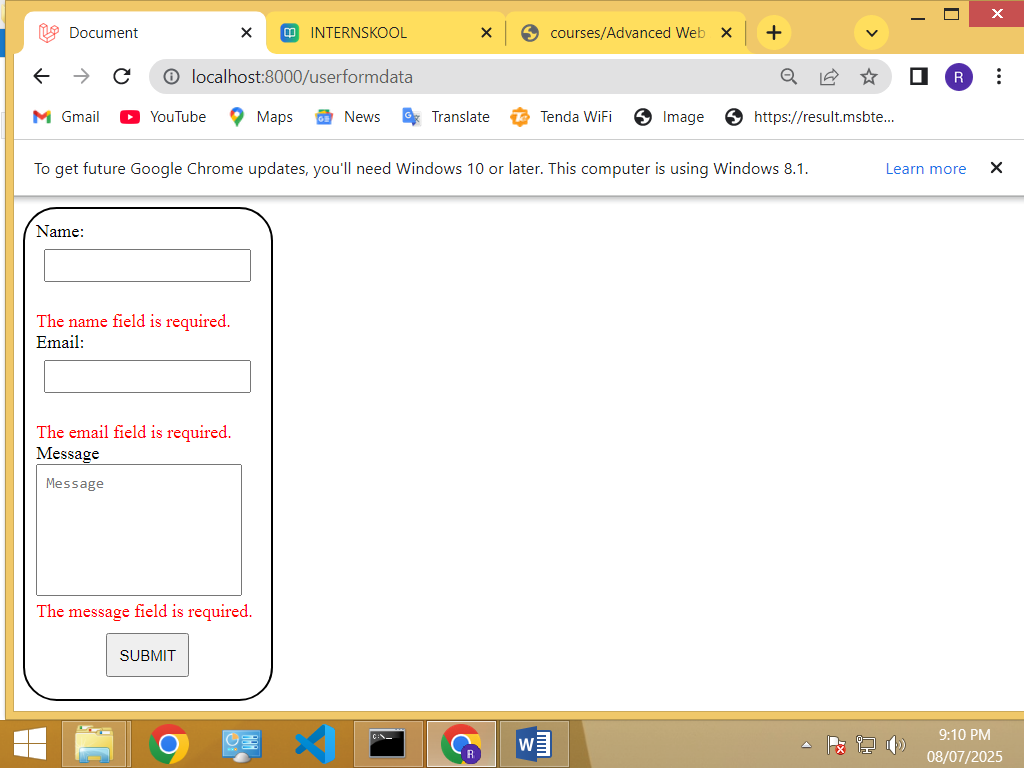 Document
INTERNSKOOL
courses/Advanced Web
localhost:8000/userformdata
R
Gmail
YouTube
Maps
News
Translate
Tenda WiFi
Image
https://result.msbte...
To get future Google Chrome updates, you'll need Windows 10 or later. This computer is using Windows 8.1.
Learn more
Name:
The name field is required.
Email:
The email field is required.
Message
Message
The message field is required.
SUBMIT
9:10 PM
08/07/2025